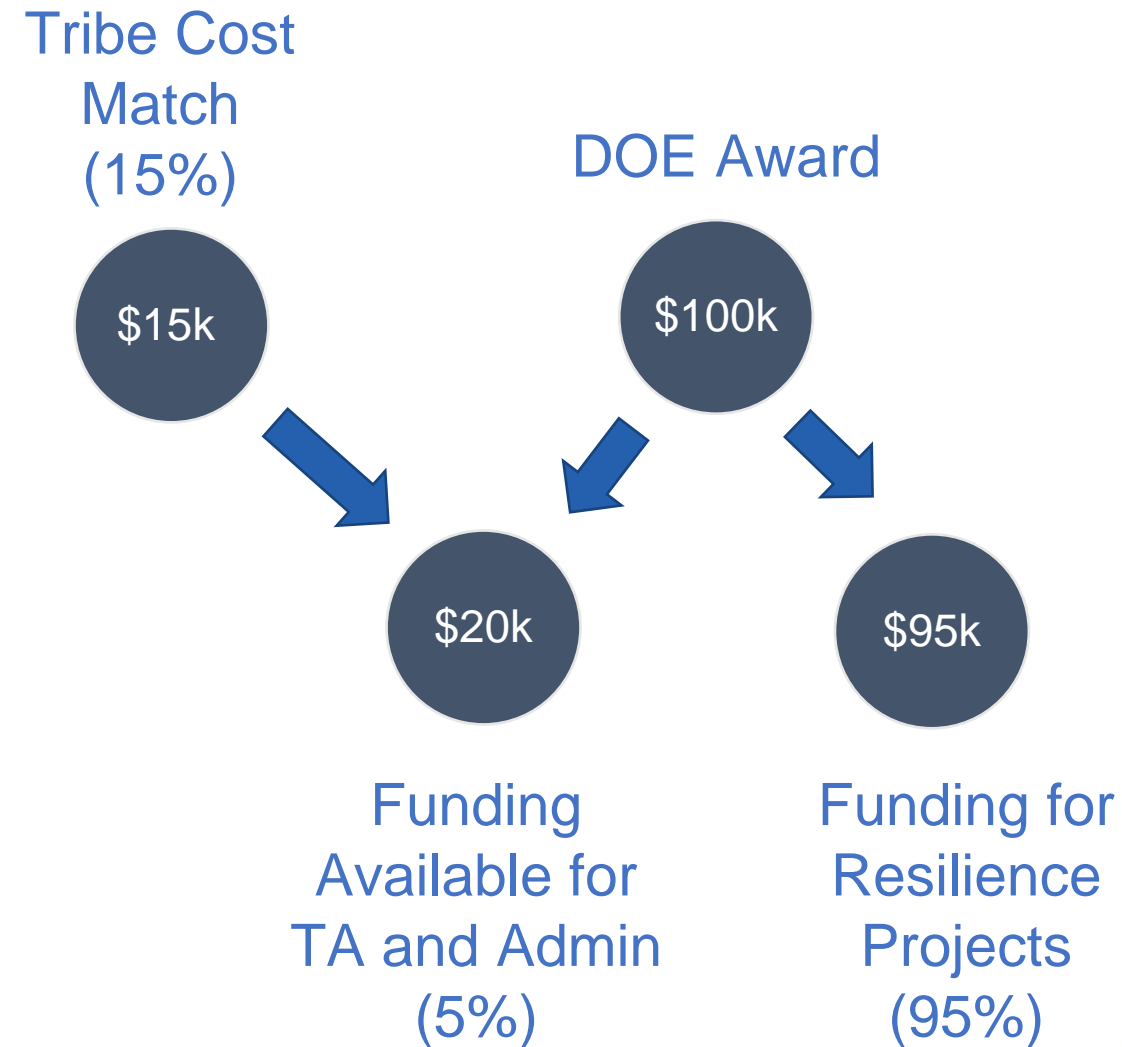 Tribe Cost
Match
(15%)
DOE Award
$15k
$100k
$20k
$95k
Funding
Available for
TA and Admin
(5%)
Funding for
Resilience
Projects
(95%)